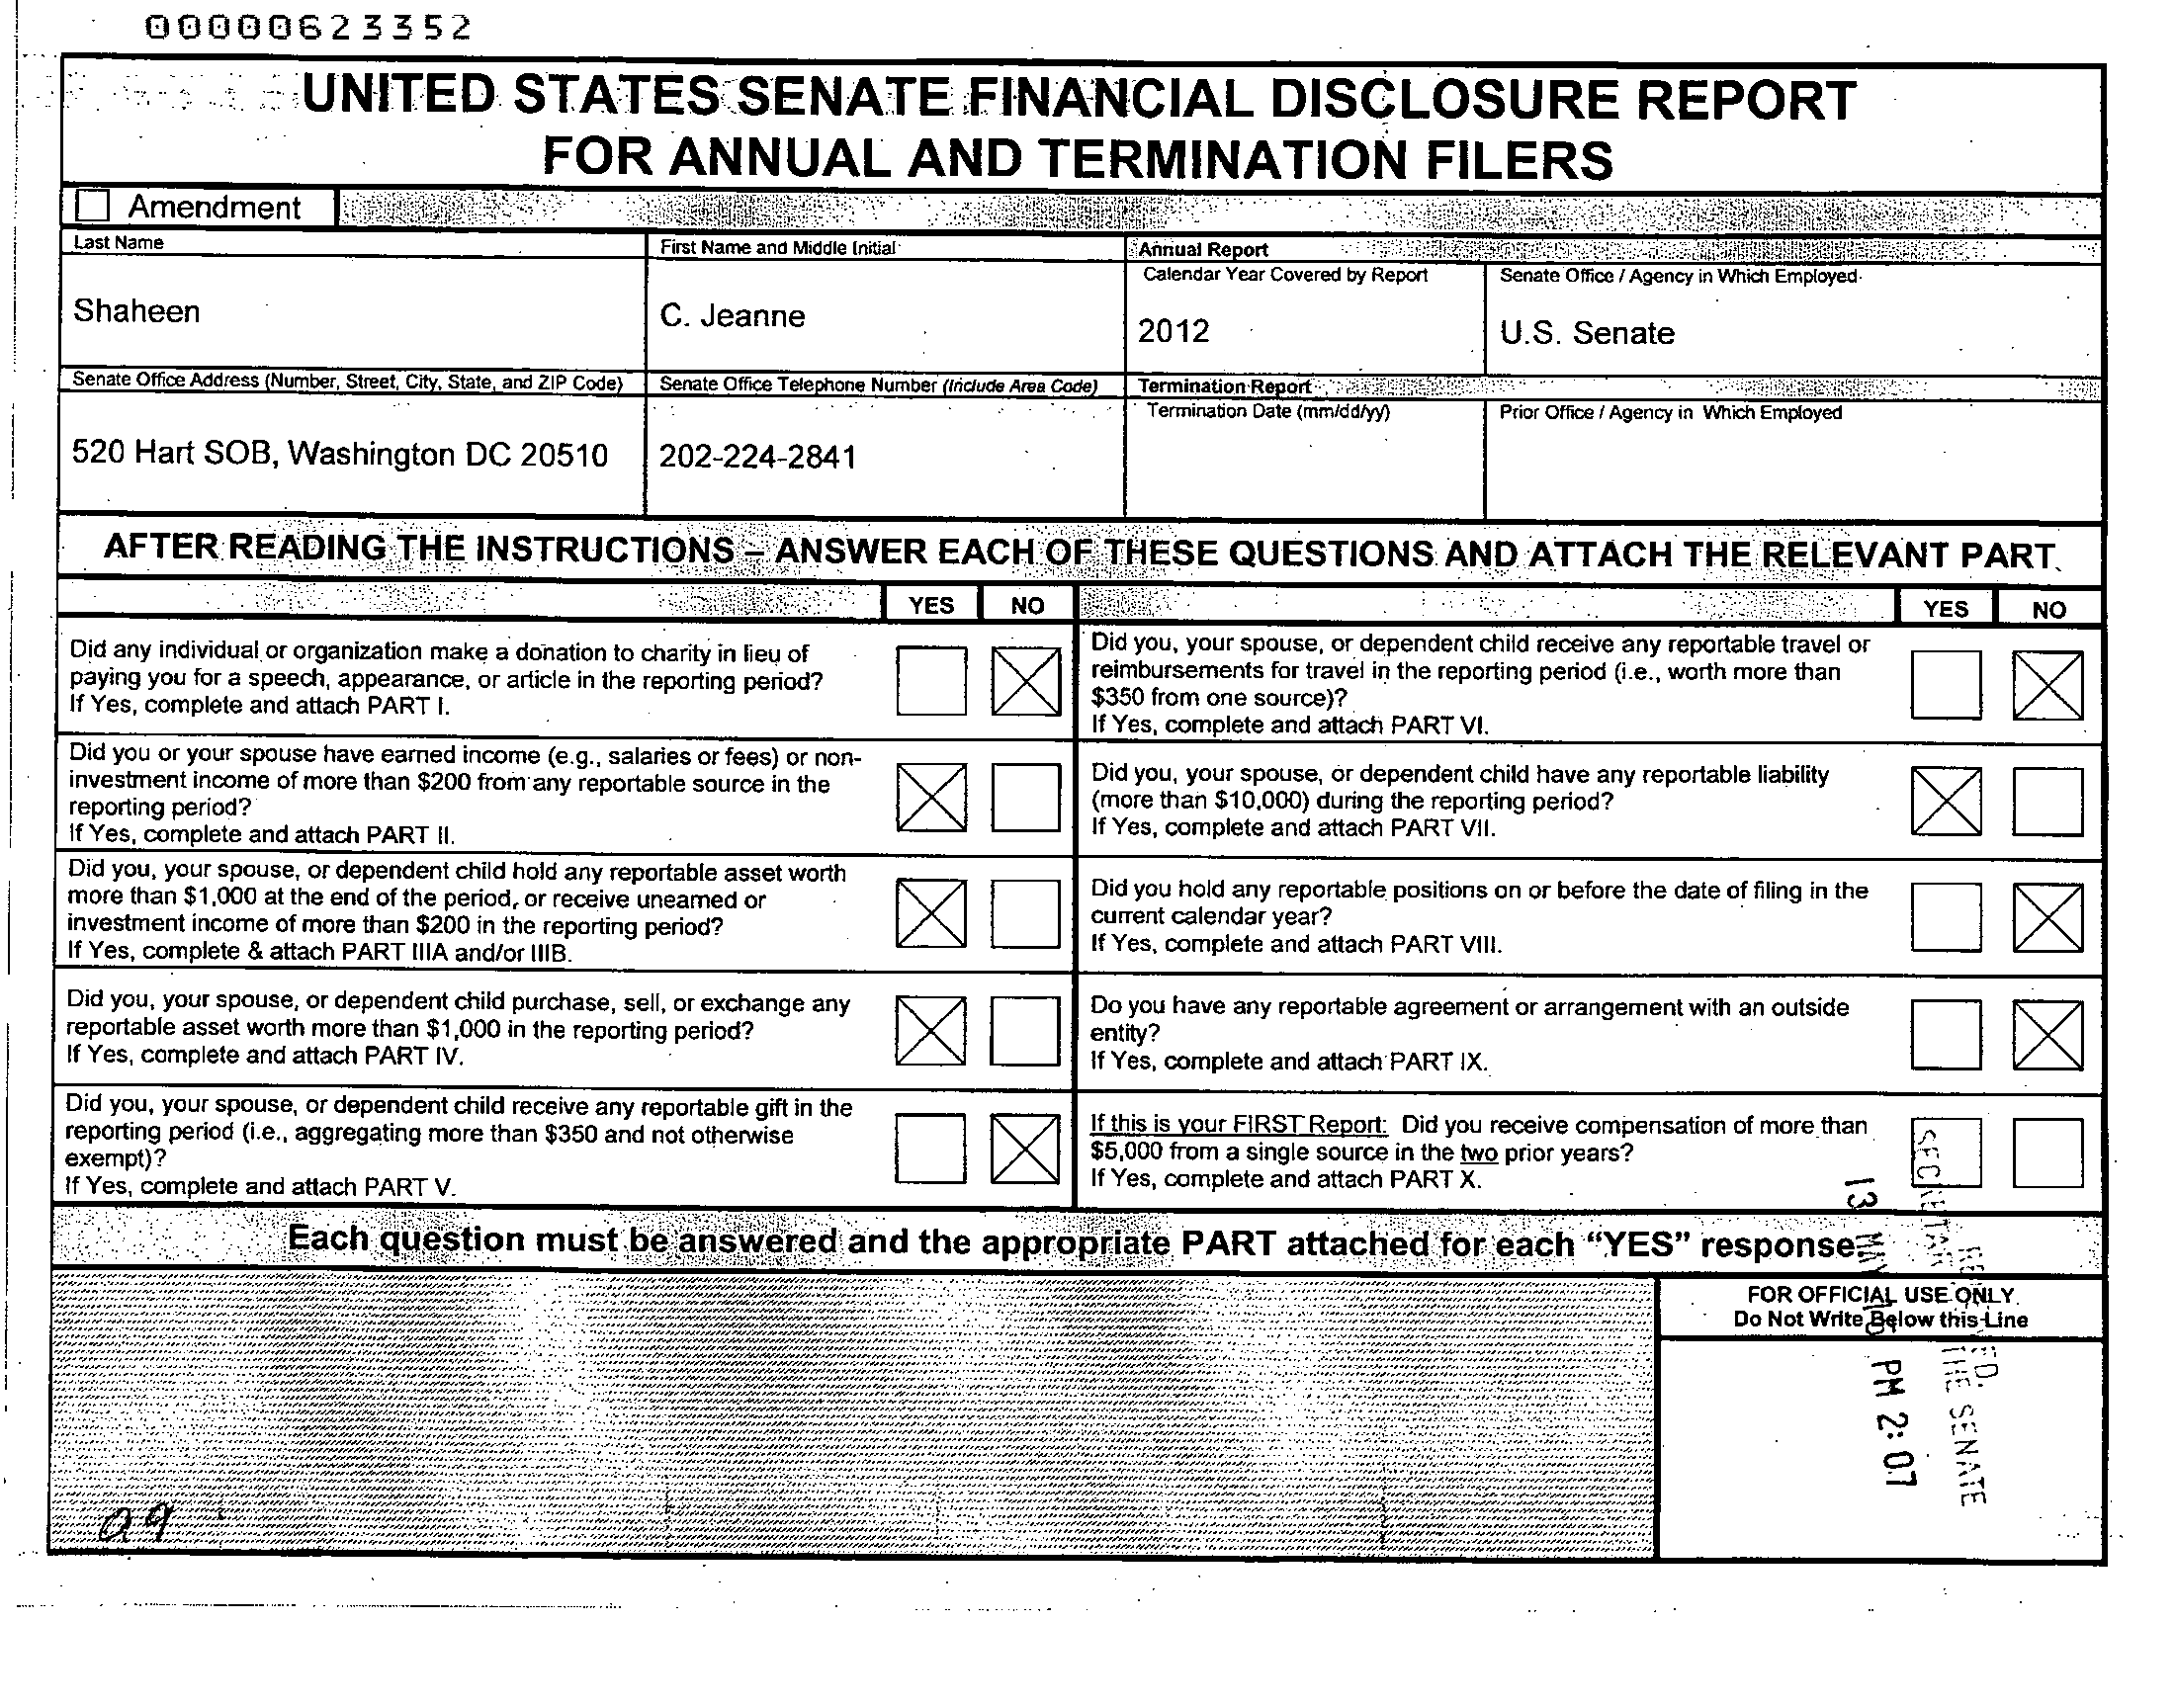 00000623352
UNITED STATES SENATE FINANCIAL DISCLOSURE REPORT
FOR ANNUAL AND TERMINATION FILERS
Amendment
Last Name
Shaheen
First Name and Middle Initial
C. Jeanne
Annual Report
Calendar Year Covered by Report
2012
Senate Office / Agency in Which Employed
U.S. Senate
Senate Office Address (Number, Street, City, State, and ZIP Code)
520 Hart SOB, Washington DC 20510
Senate Office Telephone Number (Include Area Code)
202-224-2841
Termination Report
Termination Date (mm/dd/yy)
Prior Office / Agency in Which Employed
AFTER READING THE INSTRUCTIONS – ANSWER EACH OF THESE QUESTIONS AND ATTACH THE RELEVANT PART.
YES NO
Did any individual or organization make a donation to charity in lieu of
paying you for a speech, appearance, or article in the reporting period?
If Yes, complete and attach PART I.
Did you or your spouse have earned income (e.g., salaries or fees) or non-
investment income of more than $200 from any reportable source in the
reporting period?
If Yes, complete and attach PART II.
Did you, your spouse, or dependent child hold any reportable asset worth
more than $1,000 at the end of the period, or receive unearned or
investment income of more than $200 in the reporting period?
If Yes, complete & attach PART IIIA and/or IIIB.
Did you, your spouse, or dependent child purchase, sell, or exchange any
reportable asset worth more than $1,000 in the reporting period?
If Yes, complete and attach PART IV.
Did you, your spouse, or dependent child receive any reportable gift in the
reporting period (i.e., aggregating more than $350 and not otherwise
exempt)?
If Yes, complete and attach PART V.
YES NO
Did you, your spouse, or dependent child receive any reportable travel or
reimbursements for travel in the reporting period (i.e., worth more than
$350 from one source)?
If Yes, complete and attach PART VI.
Did you, your spouse, or dependent child have any reportable liability
(more than $10,000) during the reporting period?
If Yes, complete and attach PART VII.
Did you hold any reportable positions on or before the date of filing in the
current calendar year?
If Yes, complete and attach PART VIII.
Do you have any reportable agreement or arrangement with an outside
entity?
If Yes, complete and attach PART IX.
If this is your FIRST Report: Did you receive compensation of more than
$5,000 from a single source in the two prior years?
If Yes, complete and attach PART X.
Each question must be answered and the appropriate PART attached for each “YES” response.
FOR OFFICIAL USE ONLY
Do Not Write Below this Line
THE SENATE
13 MAY
PM 2:07